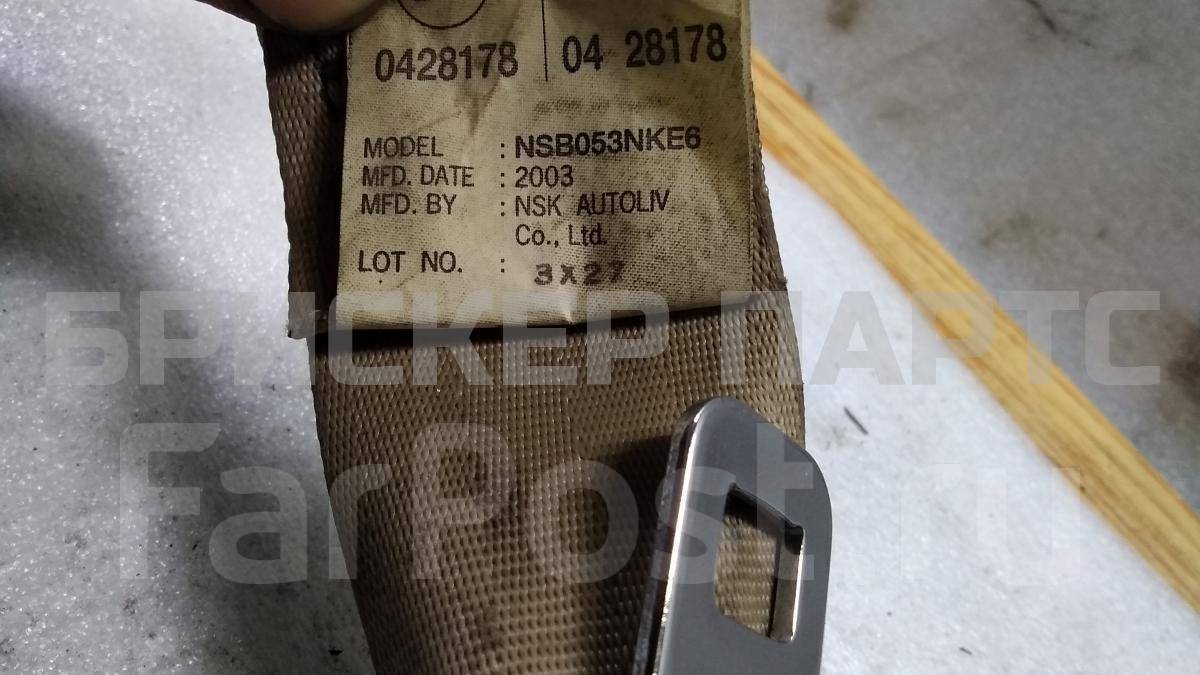 0428178 04 28178
MODEL : NSB053NKE6
MFD. DATE : 2003
MFD. BY : NSK AUTOLIV
Co., Ltd.
LOT NO. : 3X27
БРИСКЕР ПАРТС
FarPost.ru